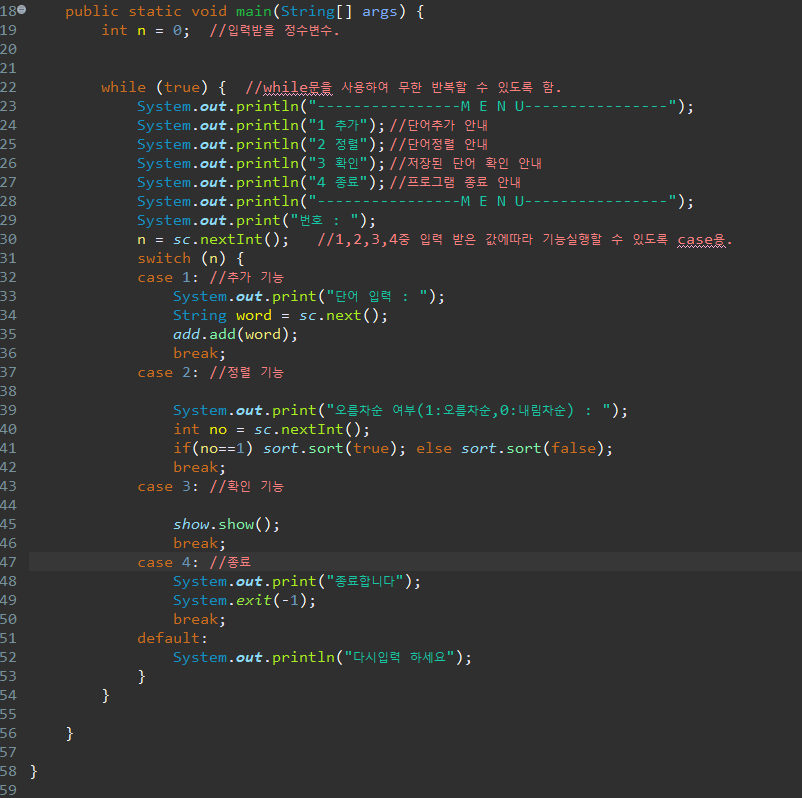 18 public static void main(String[] args) {
19 int n = 0;  //입력받을 정수변수.
20
21
22 while (true) {  //while문을 사용하여 무한 반복할 수 있도록 함.
23 System.out.println("----------------M E N U----------------");
24 System.out.println("1 추가"); //단어추가 안내
25 System.out.println("2 정렬"); //단어정렬 안내
26 System.out.println("3 확인"); //저장된 단어 확인 안내
27 System.out.println("4 종료"); //프로그램 종료 안내
28 System.out.println("----------------M E N U----------------");
29 System.out.print("번호 : ");
30 n = sc.nextInt();   //1,2,3,4중 입력 받은 값에따라 기능실행할 수 있도록 case용.
31 switch (n) {
32 case 1: //추가 기능
33 System.out.print("단어 입력 : ");
34 String word = sc.next();
35 add.add(word);
36 break;
37 case 2: //정렬 기능
38
39 System.out.print("오름차순 여부(1:오름차순,0:내림차순) : ");
40 int no = sc.nextInt();
41 if(no==1) sort.sort(true); else sort.sort(false);
42 break;
43 case 3: //확인 기능
44
45 show.show();
46 break;
47 case 4: //종료
48 System.out.print("종료합니다");
49 System.exit(-1);
50 break;
51 default:
52 System.out.println("다시입력 하세요");
53 }
54 }
55
56 }
57
58 }
59